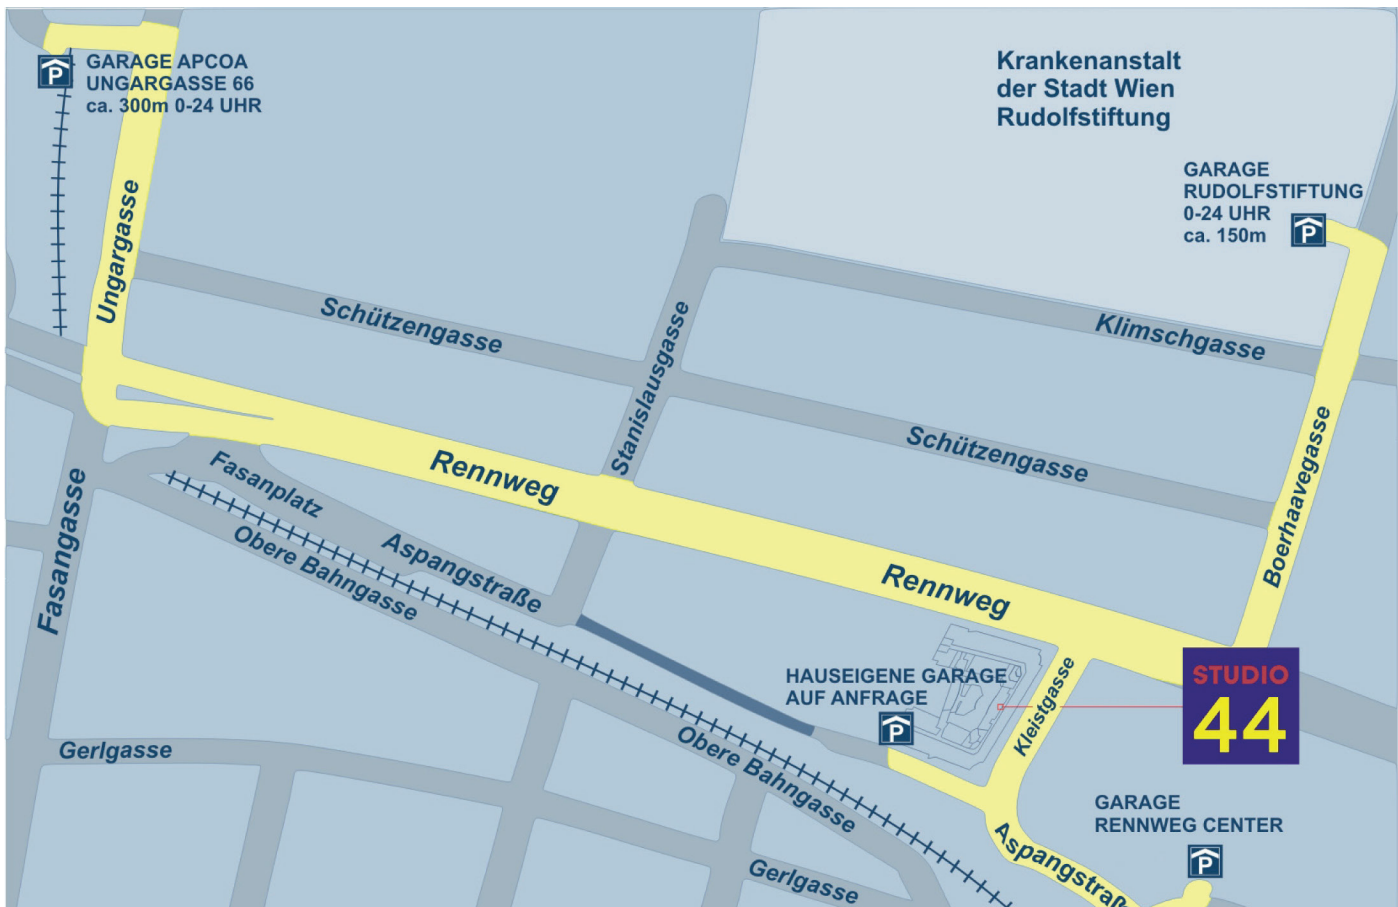 GARAGE APCOA
UNGARGASSE 66
ca. 300m 0-24 UHR
Krankenanstalt
der Stadt Wien
Rudolfstiftung
GARAGE
RUDOLFSTIFTUNG
0-24 UHR
ca. 150m
P
P
Ungargasse
Schützengasse
Stanislausgasse
Klimschgasse
Schützengasse
Boerhaavegasse
Rennweg
Fasanplatz
Fasangasse
Aspangstraße
Obere Bahngasse
Rennweg
HAUSEIGENE GARAGE
AUF ANFRAGE
P
Kleistgasse
STUDIO
44
Gerlgasse
Obere Bahngasse
GARAGE
RENNWEG CENTER
P
Aspangstraß
Gerlgasse